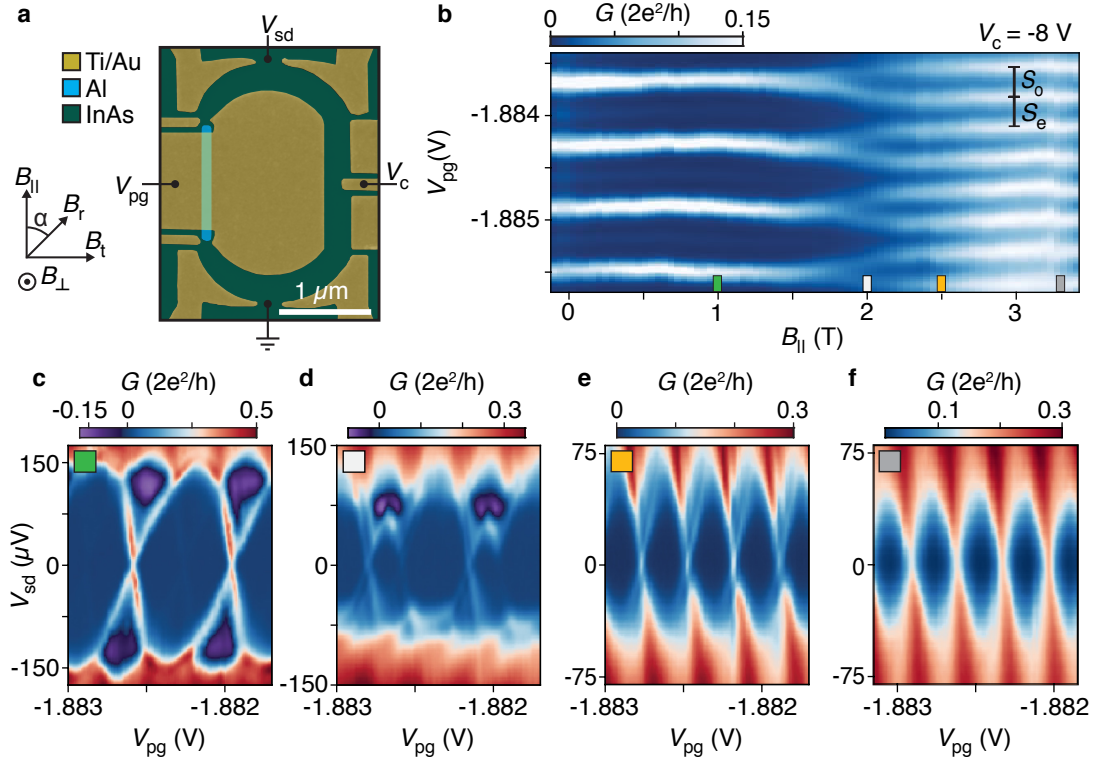 a
Ti/Au
Al
InAs
V_sd
V_pg
V_c
B_||
B_r
α
B_t
B_⊥
1 μm
b
G (2e²/h)
0
0.15
V_c = -8 V
S_o
S_e
V_pg(V)
-1.884
-1.885
0
1
2
3
B_|| (T)
c
G (2e²/h)
-0.15
0
0.5
V_sd (μV)
150
0
-150
-1.883
-1.882
V_pg (V)
d
G (2e²/h)
0
0.3
150
0
-150
-1.883
-1.882
V_pg (V)
e
G (2e²/h)
0
0.3
75
0
-75
-1.883
-1.882
V_pg (V)
f
G (2e²/h)
0.1
0.3
75
0
-75
-1.883
-1.882
V_pg (V)